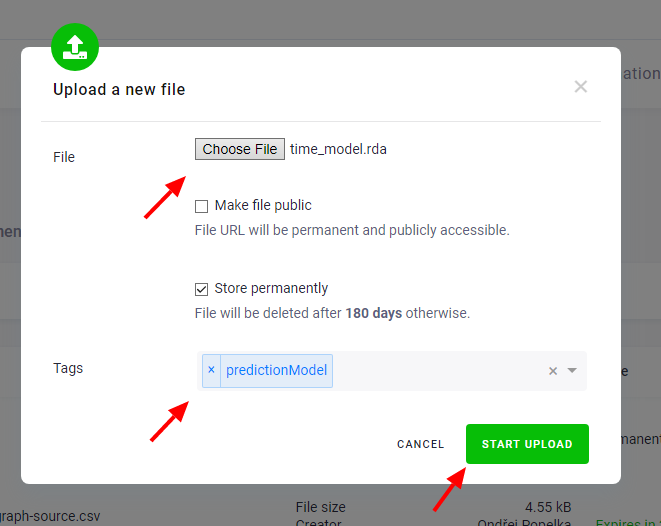 ation
Upload a new file
File
Choose File time_model.rda
Make file public
File URL will be permanent and publicly accessible.
Store permanently
File will be deleted after 180 days otherwise.
Tags
× predictionModel
CANCEL START UPLOAD
manent
graph-source.csv
File size 4.55 kB
Creator Ondřej Popelka
Expires in